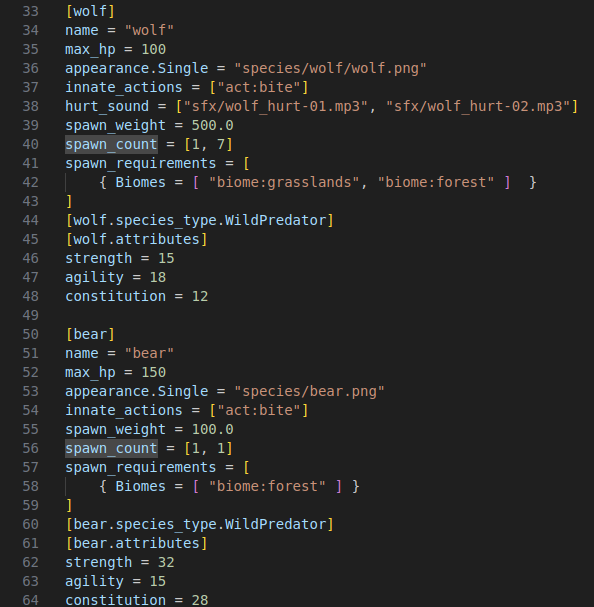 33 [wolf]
34 name = "wolf"
35 max_hp = 100
36 appearance.Single = "species/wolf/wolf.png"
37 innate_actions = ["act:bite"]
38 hurt_sound = ["sfx/wolf_hurt-01.mp3", "sfx/wolf_hurt-02.mp3"]
39 spawn_weight = 500.0
40 spawn_count = [1, 7]
41 spawn_requirements = [
42     { Biomes = [ "biome:grasslands", "biome:forest" ]  }
43 ]
44 [wolf.species_type.WildPredator]
45 [wolf.attributes]
46 strength = 15
47 agility = 18
48 constitution = 12
49
50 [bear]
51 name = "bear"
52 max_hp = 150
53 appearance.Single = "species/bear.png"
54 innate_actions = ["act:bite"]
55 spawn_weight = 100.0
56 spawn_count = [1, 1]
57 spawn_requirements = [
58     { Biomes = [ "biome:forest" ] }
59 ]
60 [bear.species_type.WildPredator]
61 [bear.attributes]
62 strength = 32
63 agility = 15
64 constitution = 28